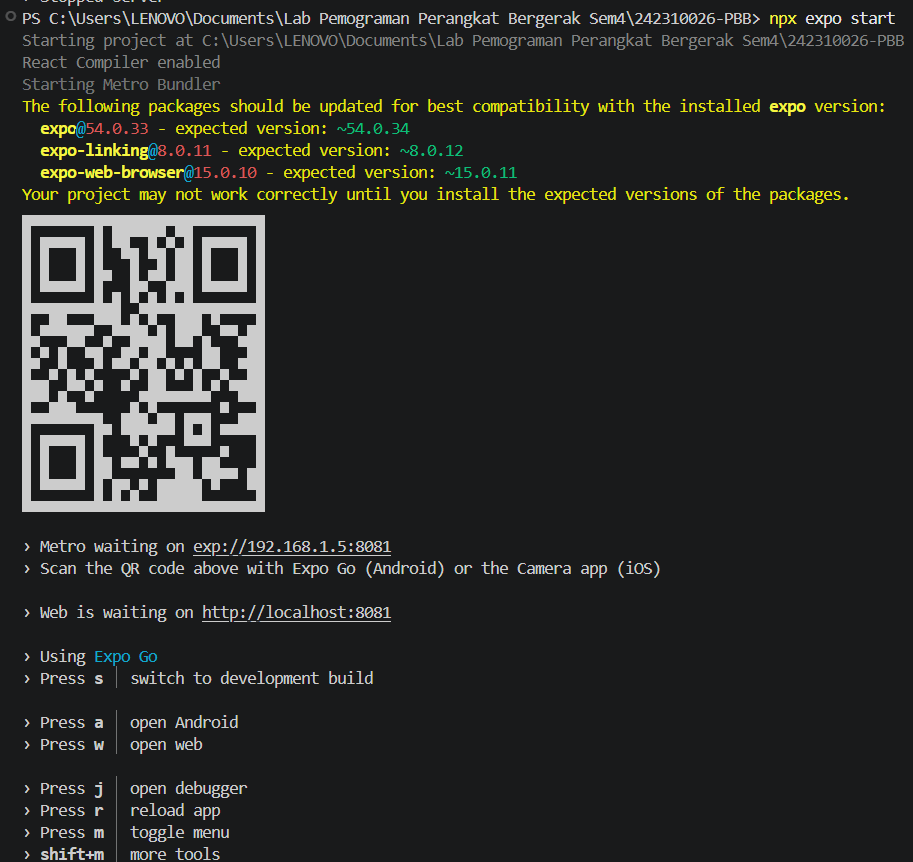 Stopped server
PS C:\Users\LENOVO\Documents\Lab Pemograman Perangkat Bergerak Sem4\242310026-PBB> npx expo start
Starting project at C:\Users\LENOVO\Documents\Lab Pemograman Perangkat Bergerak Sem4\242310026-PBB
React Compiler enabled
Starting Metro Bundler
The following packages should be updated for best compatibility with the installed expo version:
  expo@54.0.33 - expected version: ~54.0.34
  expo-linking@8.0.11 - expected version: ~8.0.12
  expo-web-browser@15.0.10 - expected version: ~15.0.11
Your project may not work correctly until you install the expected versions of the packages.
› Metro waiting on exp://192.168.1.5:8081
› Scan the QR code above with Expo Go (Android) or the Camera app (iOS)
› Web is waiting on http://localhost:8081
› Using Expo Go
› Press s │ switch to development build
› Press a │ open Android
› Press w │ open web
› Press j │ open debugger
› Press r │ reload app
› Press m │ toggle menu
› shift+m │ more tools